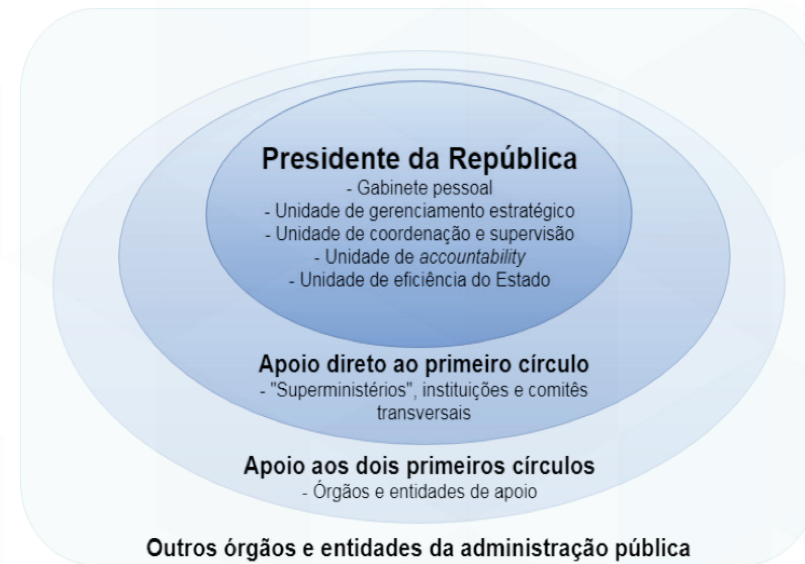 Presidente da República
- Gabinete pessoal
- Unidade de gerenciamento estratégico
- Unidade de coordenação e supervisão
- Unidade de accountability
- Unidade de eficiência do Estado
Apoio direto ao primeiro círculo
- "Superministérios", instituições e comitês
transversais
Apoio aos dois primeiros círculos
- Órgãos e entidades de apoio
Outros órgãos e entidades da administração pública